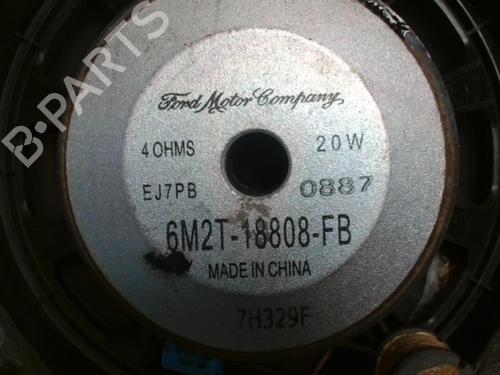 B-PARTS
Ford Motor Company
4 OHMS 20W
EJ7PB 0887
6M2T-18808-FB
MADE IN CHINA
7H329F